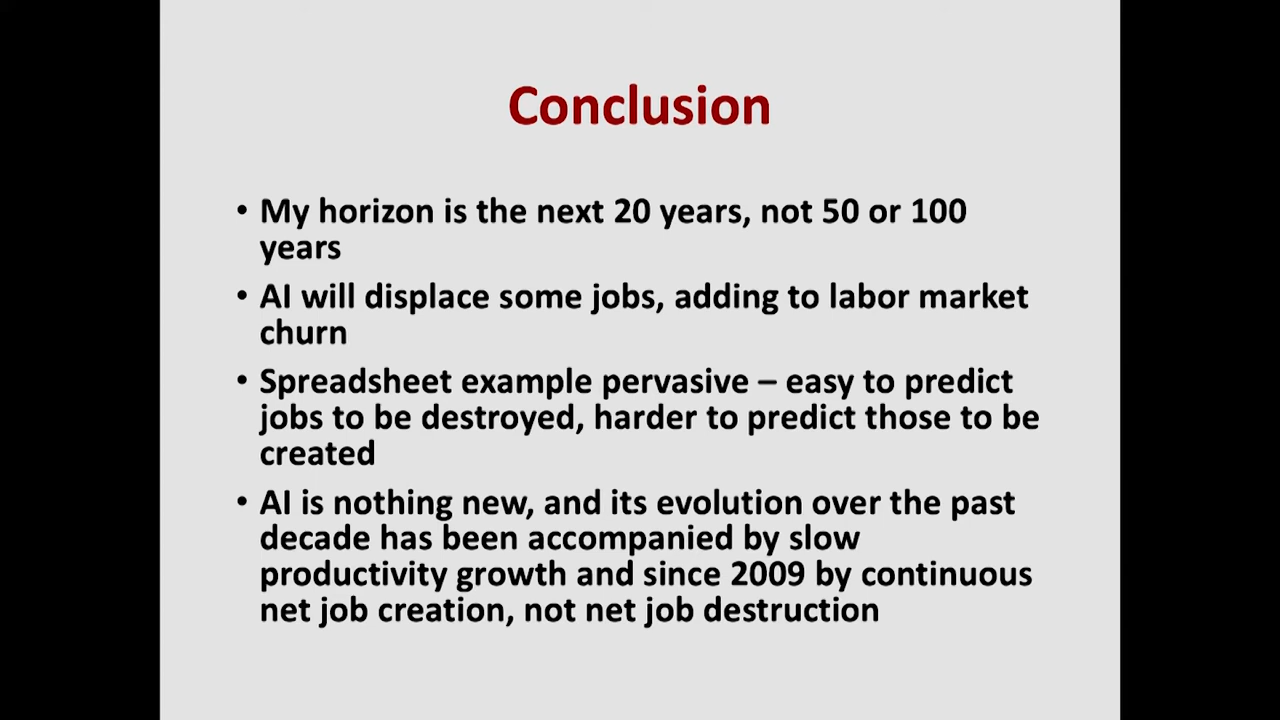 Conclusion
• My horizon is the next 20 years, not 50 or 100
years
• AI will displace some jobs, adding to labor market
churn
• Spreadsheet example pervasive – easy to predict
jobs to be destroyed, harder to predict those to be
created
• AI is nothing new, and its evolution over the past
decade has been accompanied by slow
productivity growth and since 2009 by continuous
net job creation, not net job destruction